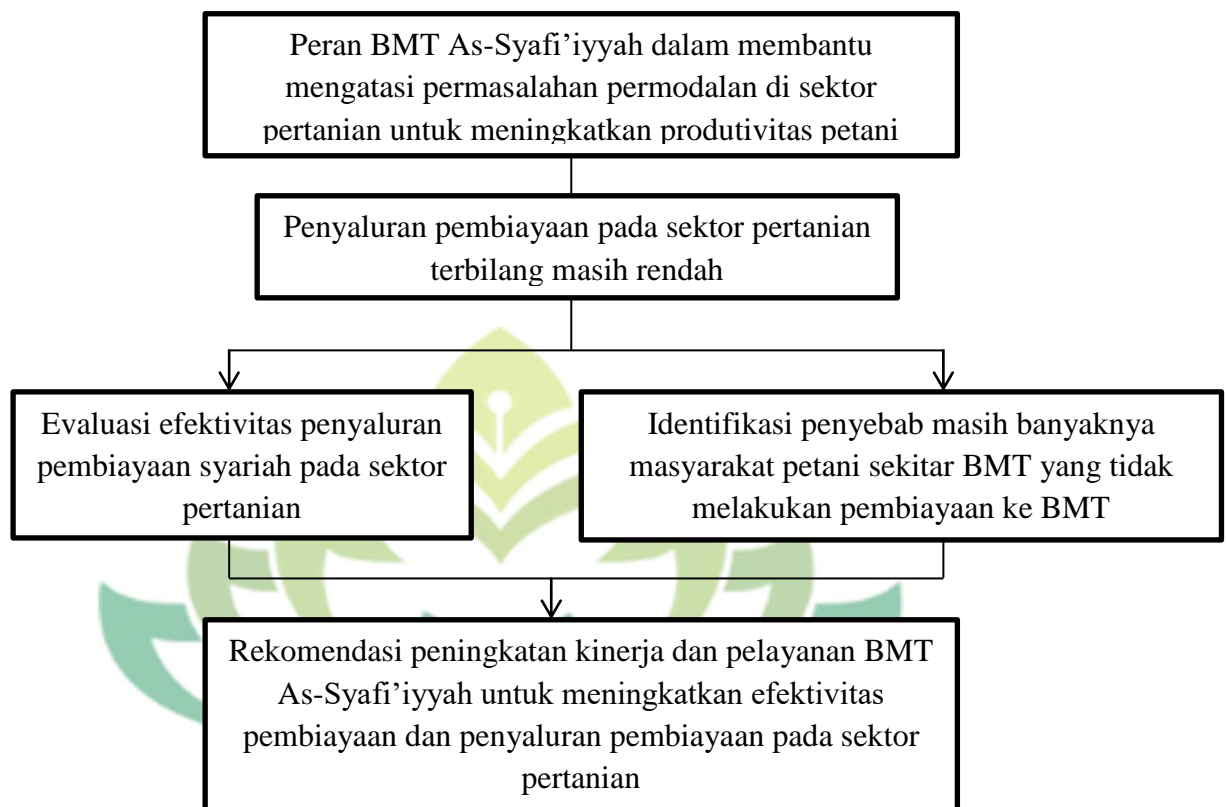 Peran BMT As-Syafi’iyyah dalam membantu
mengatasi permasalahan permodalan di sektor
pertanian untuk meningkatkan produtivitas petani
Penyaluran pembiayaan pada sektor pertanian
terbilang masih rendah
Evaluasi efektivitas penyaluran
pembiayaan syariah pada sektor
pertanian
Identifikasi penyebab masih banyaknya
masyarakat petani sekitar BMT yang tidak
melakukan pembiayaan ke BMT
Rekomendasi peningkatan kinerja dan pelayanan BMT
As-Syafi’iyyah untuk meningkatkan efektivitas
pembiayaan dan penyaluran pembiayaan pada sektor
pertanian